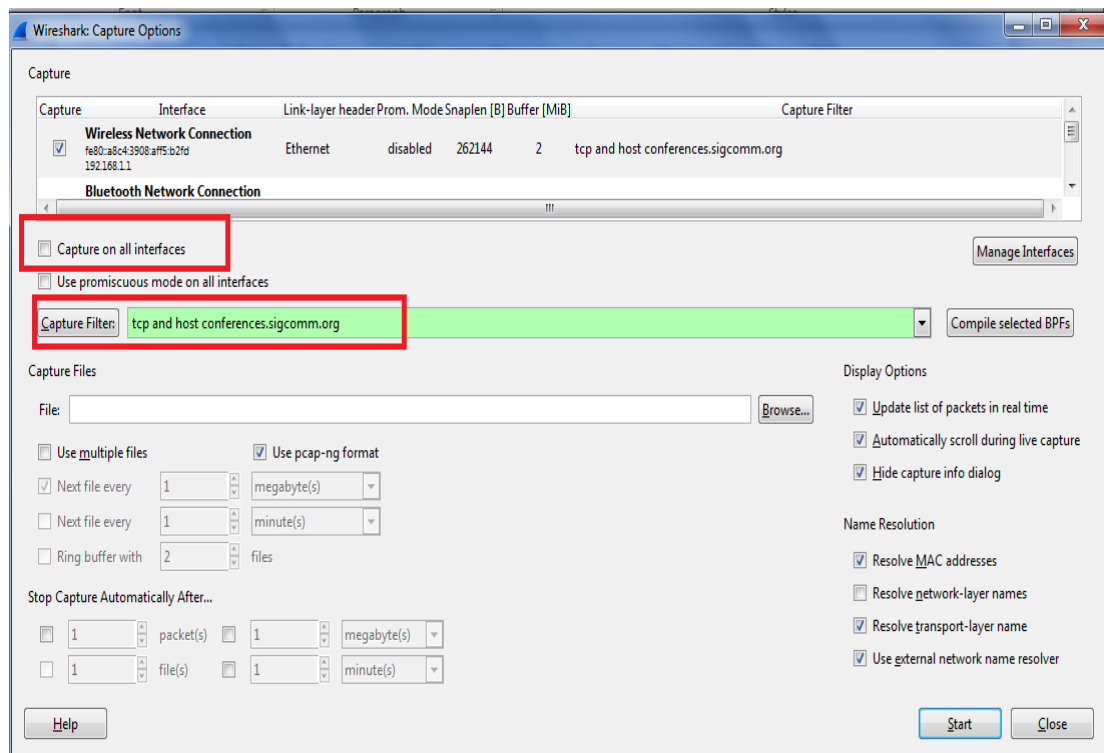 Font Paragraph Styles
Wireshark: Capture Options
Capture
Capture Interface Link-layer header Prom. Mode Snaplen [B] Buffer [MiB] Capture Filter
Wireless Network Connection
fe80::a8c4:3908:aff5:b2fd
192.168.1.1
Ethernet disabled 262144 2 tcp and host conferences.sigcomm.org
Bluetooth Network Connection
Capture on all interfaces
Manage Interfaces
Use promiscuous mode on all interfaces
Capture Filter: tcp and host conferences.sigcomm.org Compile selected BPFs
Capture Files
File: Browse...
Use multiple files Use pcap-ng format
Next file every 1 megabyte(s)
Next file every 1 minute(s)
Ring buffer with 2 files
Stop Capture Automatically After...
1 packet(s) 1 megabyte(s)
1 file(s) 1 minute(s)
Display Options
Update list of packets in real time
Automatically scroll during live capture
Hide capture info dialog
Name Resolution
Resolve MAC addresses
Resolve network-layer names
Resolve transport-layer name
Use external network name resolver
Help Start Close